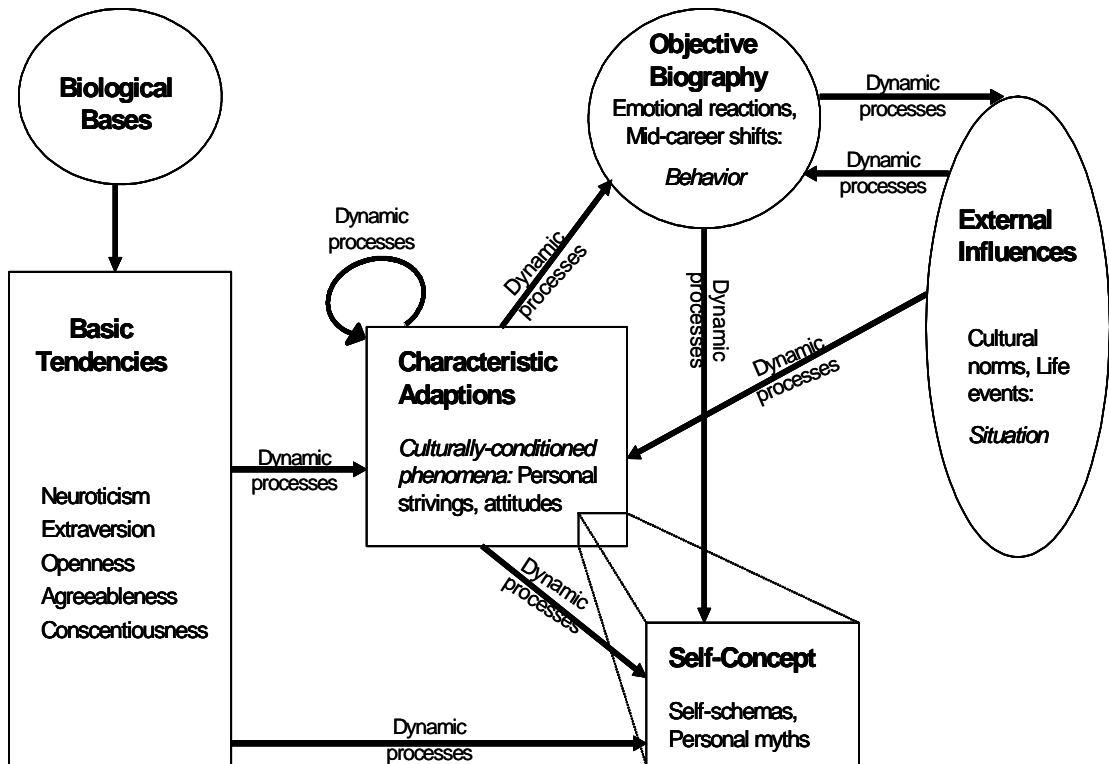 Biological
Bases
Objective
Biography
Emotional reactions,
Mid-career shifts:
Behavior
Dynamic
processes
Dynamic
processes
External
Influences
Cultural
norms, Life
events:
Situation
Dynamic
processes
Dynamic
processes
Dynamic
processes
Dynamic
processes
Basic
Tendencies
Neuroticism
Extraversion
Openness
Agreeableness
Conscentiousness
Dynamic
processes
Characteristic
Adaptions
Culturally-conditioned
phenomena: Personal
strivings, attitudes
Dynamic
processes
Self-Concept
Self-schemas,
Personal myths
Dynamic
processes